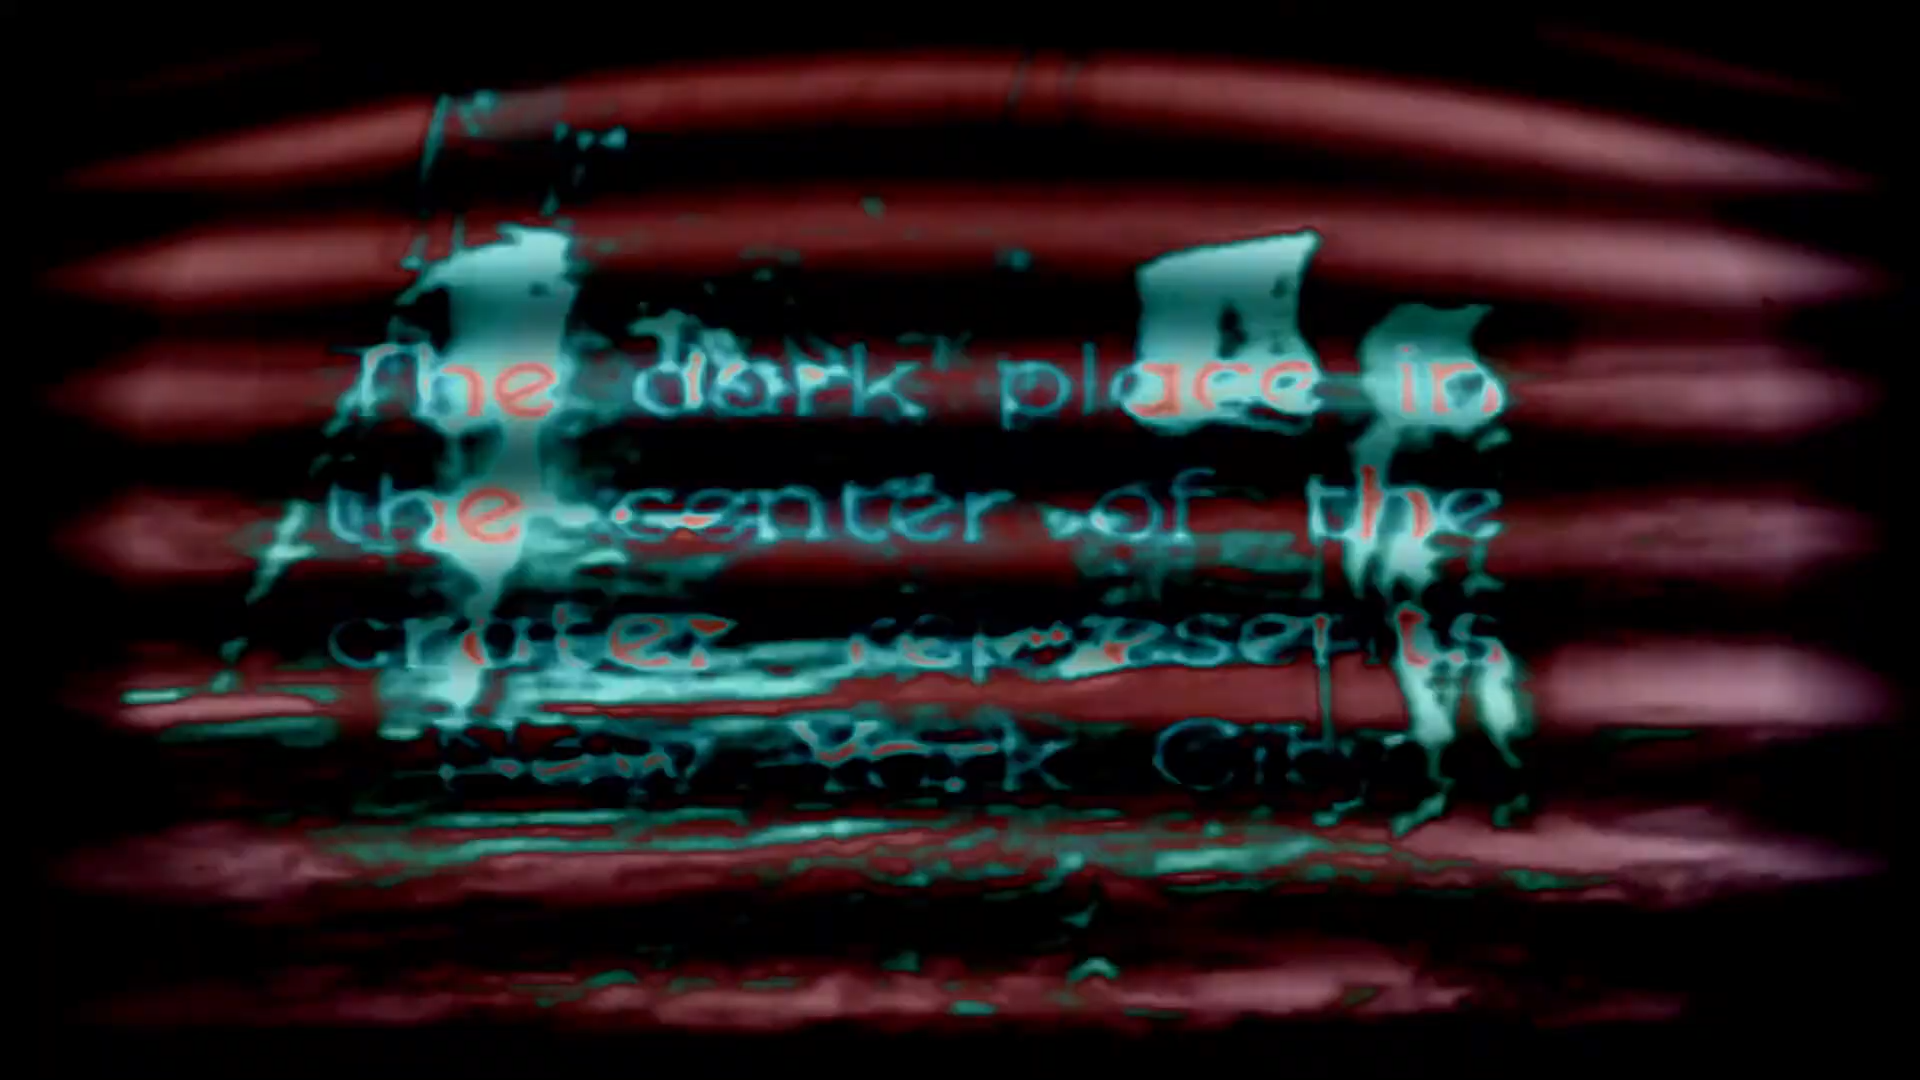 The dark place in
the center of the
crater represents
New York City